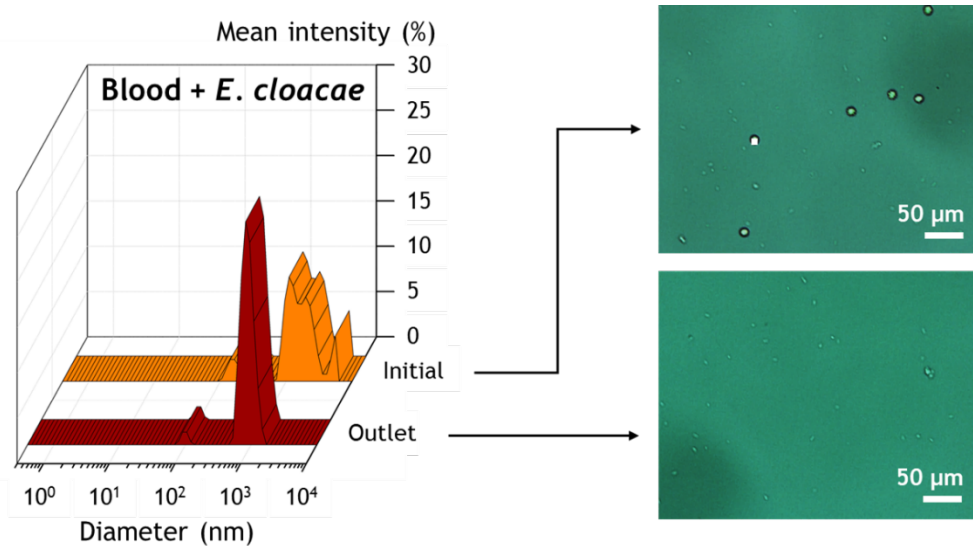 Mean intensity (%)
Blood + E. cloacae
30
25
20
15
10
5
0
Initial
Outlet
10⁰ 10¹ 10² 10³ 10⁴
Diameter (nm)
50 µm
50 µm